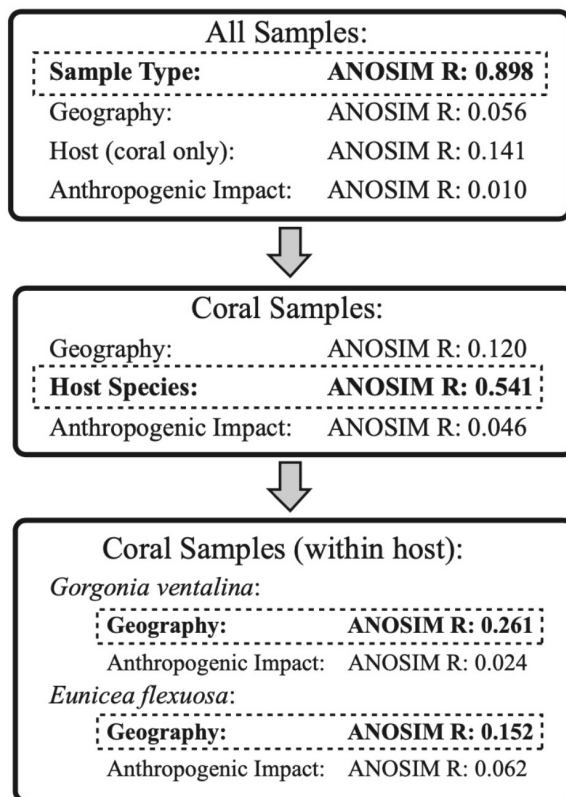 All Samples:
Sample Type: ANOSIM R: 0.898
Geography: ANOSIM R: 0.056
Host (coral only): ANOSIM R: 0.141
Anthropogenic Impact: ANOSIM R: 0.010
Coral Samples:
Geography: ANOSIM R: 0.120
Host Species: ANOSIM R: 0.541
Anthropogenic Impact: ANOSIM R: 0.046
Coral Samples (within host):
Gorgonia ventalina:
Geography: ANOSIM R: 0.261
Anthropogenic Impact: ANOSIM R: 0.024
Eunicea flexuosa:
Geography: ANOSIM R: 0.152
Anthropogenic Impact: ANOSIM R: 0.062